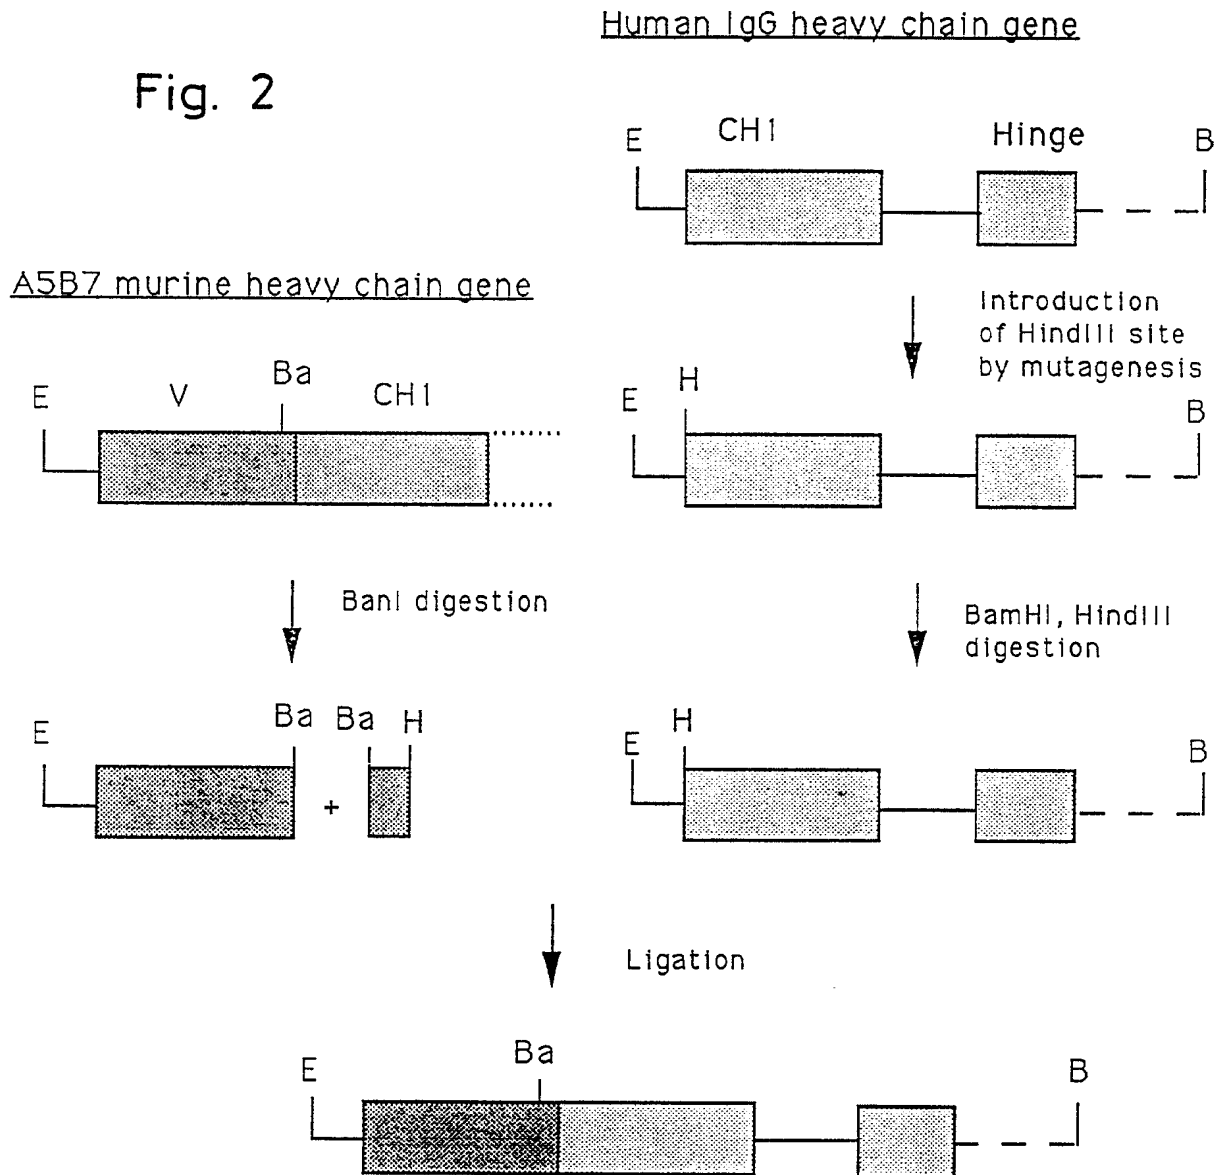 Human IgG heavy chain gene
Fig. 2
E CH1 Hinge B
A5B7 murine heavy chain gene
Introduction
of HindIII site
by mutagenesis
E V Ba CH1
E H B
BanI digestion
BamHI, HindIII
digestion
E Ba Ba H
+
E H B
Ligation
E Ba B